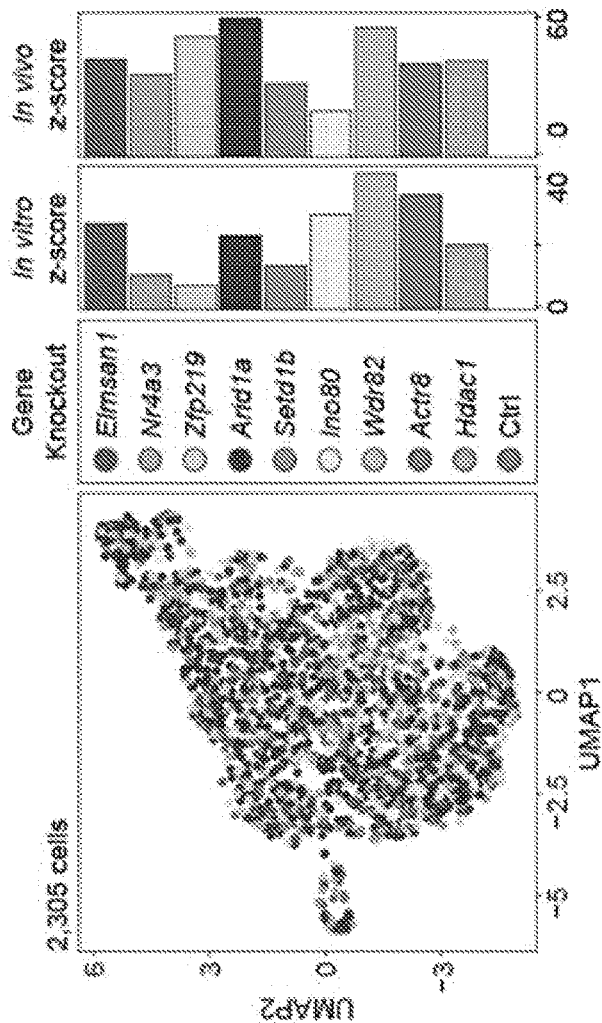 2,305 cells
UMAP2
6
3
0
−3
−5
−2.5
0
2.5
UMAP1
Gene
Knockout
Elmsan1
Nr4a3
Zfp219
Arid1a
Setd1b
Ino80
Wdr82
Actr8
Hdac1
Ctrl
In vitro
z-score
0
40
In vivo
z-score
0
60